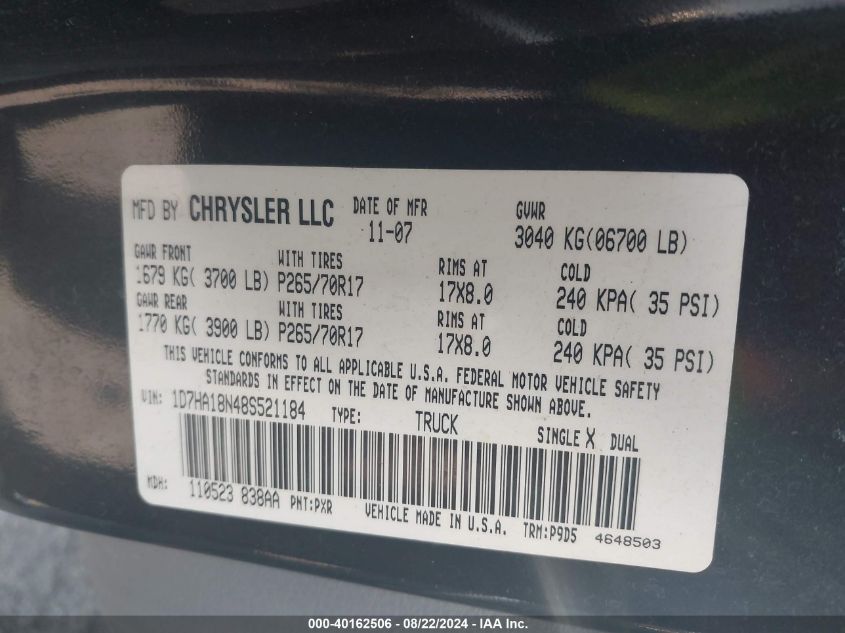 MFD BY CHRYSLER LLC DATE OF MFR 11-07 GVWR 3040 KG(06700 LB)
GAWR FRONT WITH TIRES RIMS AT COLD
1679 KG( 3700 LB) P265/70R17 17X8.0 240 KPA( 35 PSI)
GAWR REAR WITH TIRES RIMS AT COLD
1770 KG( 3900 LB) P265/70R17 17X8.0 240 KPA( 35 PSI)
THIS VEHICLE CONFORMS TO ALL APPLICABLE U.S.A. FEDERAL MOTOR VEHICLE SAFETY
STANDARDS IN EFFECT ON THE DATE OF MANUFACTURE SHOWN ABOVE.
VIN: 1D7HA18N48S521184 TYPE: TRUCK SINGLE X DUAL
MDH: 110523 838AA PNT:PXR VEHICLE MADE IN U.S.A. TRM:P9D5 4648503
000-40162506 - 08/22/2024 - IAA Inc.